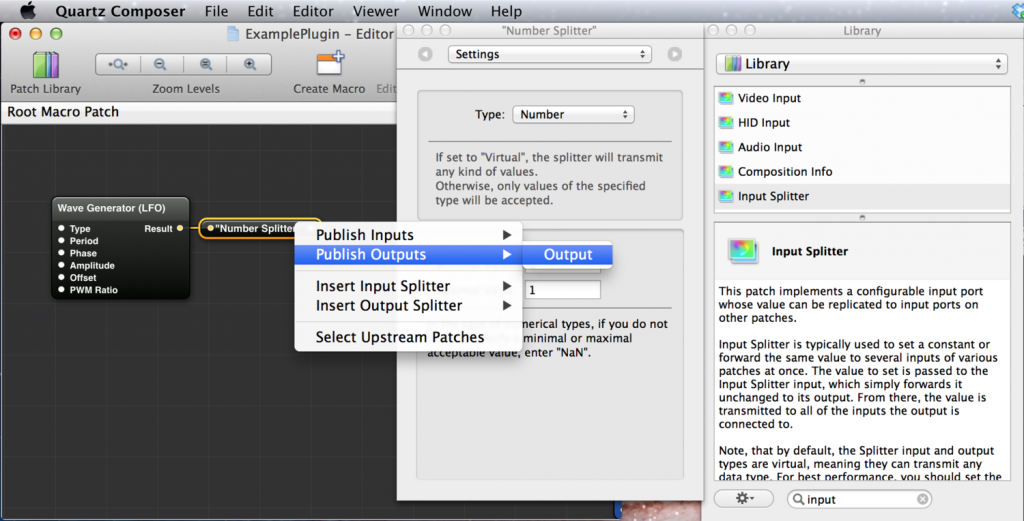 Quartz Composer File Edit Editor Viewer Window Help
ExamplePlugin – Editor
Patch Library
Zoom Levels
Create Macro
Root Macro Patch
Wave Generator (LFO)
Type Result
Period
Phase
Amplitude
Offset
PWM Ratio
"Number Splitter
Publish Inputs
Publish Outputs
Output
Insert Input Splitter
Insert Output Splitter
Select Upstream Patches
"Number Splitter"
Settings
Type: Number
If set to "Virtual", the splitter will transmit
any kind of values.
Otherwise, only values of the specified
type will be accepted.
1
numerical types, if you do not
minimal or maximal
acceptable value, enter "NaN".
Library
Library
Video Input
HID Input
Audio Input
Composition Info
Input Splitter
Input Splitter
This patch implements a configurable input port
whose value can be replicated to input ports on
other patches.
Input Splitter is typically used to set a constant or
forward the same value to several inputs of various
patches at once. The value to set is passed to the
Input Splitter input, which simply forwards it
unchanged to its output. From there, the value is
transmitted to all of the inputs the output is
connected to.
Note, that by default, the Splitter input and output
types are virtual, meaning they can transmit any
data type. For best performance, you should set the
input